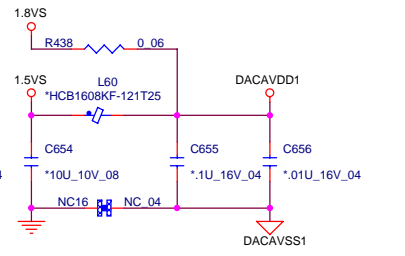 1.8VS
R438 0_06
1.5VS
L60
DACAVDD1
*HCB1608KF-121T25
C654
C655
C656
*10U_10V_08
*.1U_16V_04
*.01U_16V_04
NC16 NC_04
DACAVSS1